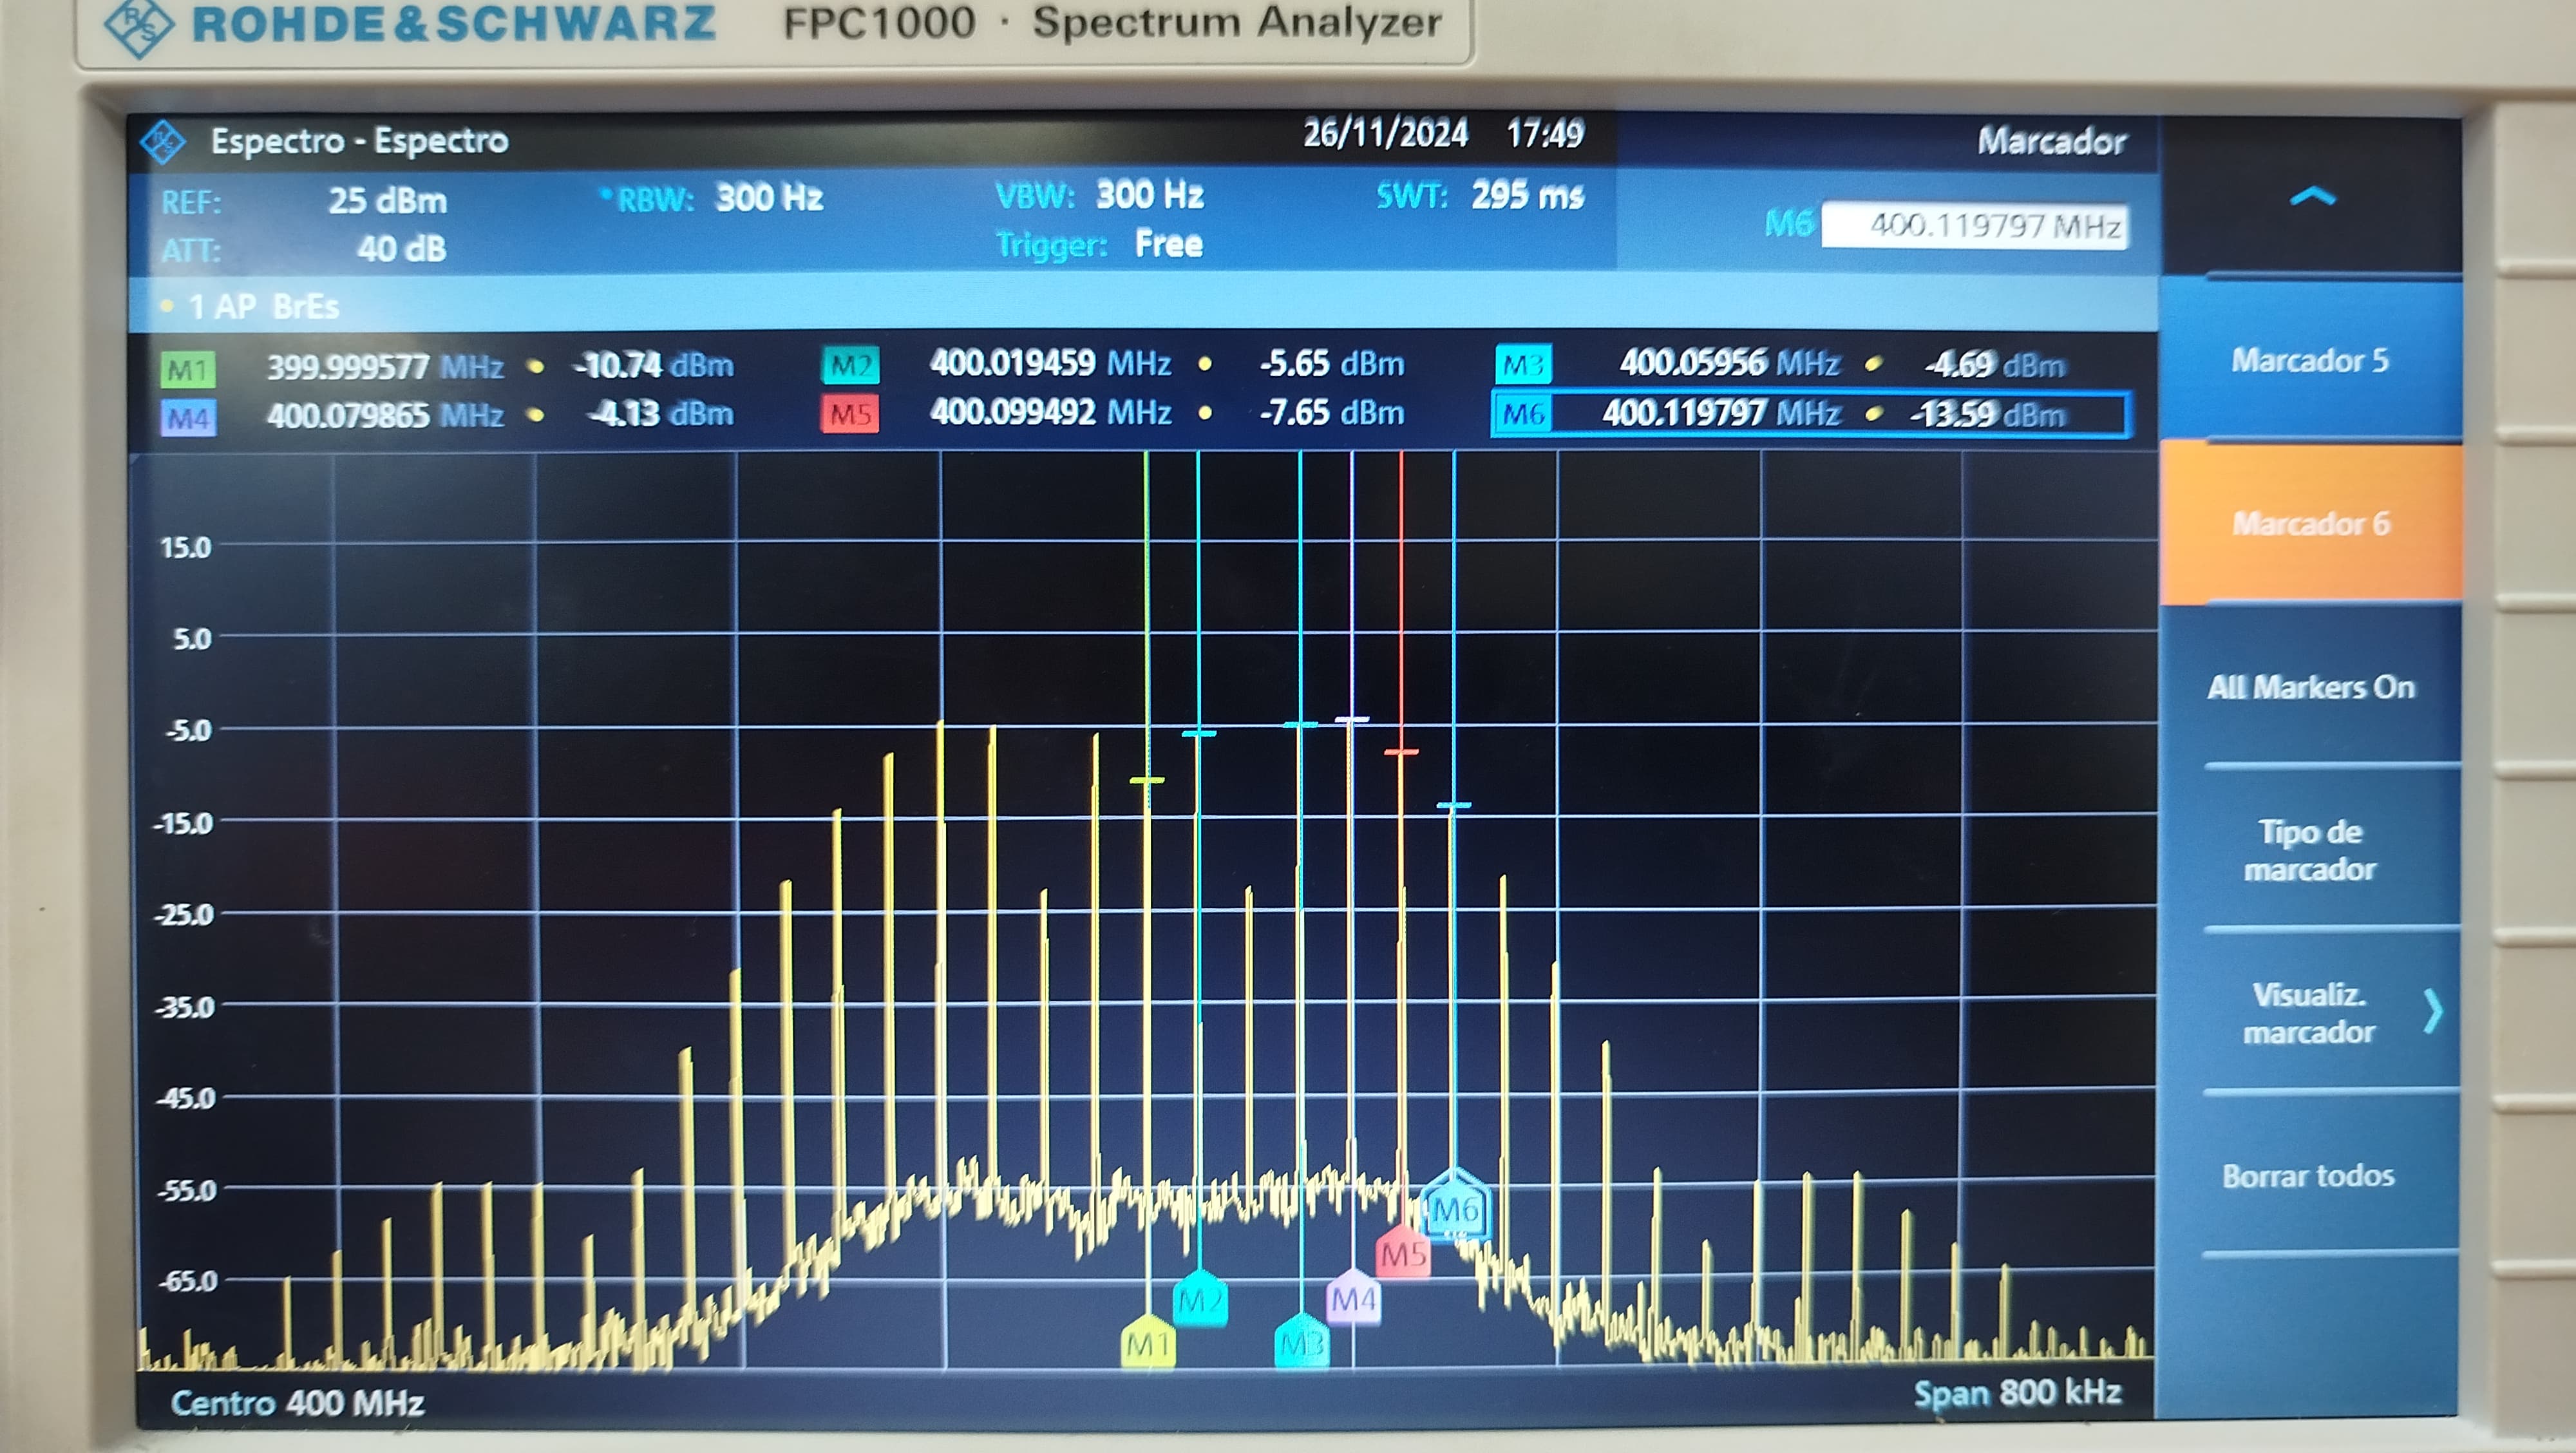 ROHDE&SCHWARZ FPC1000 · Spectrum Analyzer
Espectro - Espectro 26/11/2024 17:49 Marcador
REF: 25 dBm •RBW: 300 Hz VBW: 300 Hz SWT: 295 ms
ATT: 40 dB Trigger: Free
M6 400.119797 MHz
• 1 AP BrEs
M1 399.999577 MHz • -10.74 dBm M2 400.019459 MHz • -5.65 dBm M3 400.05956 MHz • -4.69 dBm
M4 400.079865 MHz • -4.13 dBm M5 400.099492 MHz • -7.65 dBm M6 400.119797 MHz • -13.59 dBm
15.0
5.0
-5.0
-15.0
-25.0
-35.0
-45.0
-55.0
-65.0
M1
M2
M3
M4
M5
M6
Centro 400 MHz Span 800 kHz
Marcador 5
Marcador 6
All Markers On
Tipo de
marcador
Visualiz.
marcador
Borrar todos